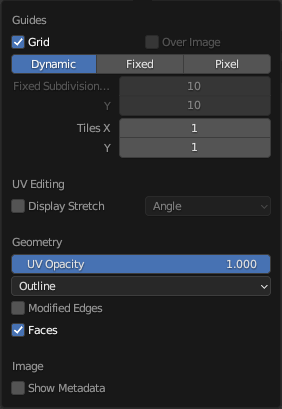 Guides
Grid Over Image
Dynamic Fixed Pixel
Fixed Subdivision... 10
Y 10
Tiles X 1
Y 1
UV Editing
Display Stretch Angle
Geometry
UV Opacity 1.000
Outline
Modified Edges
Faces
Image
Show Metadata